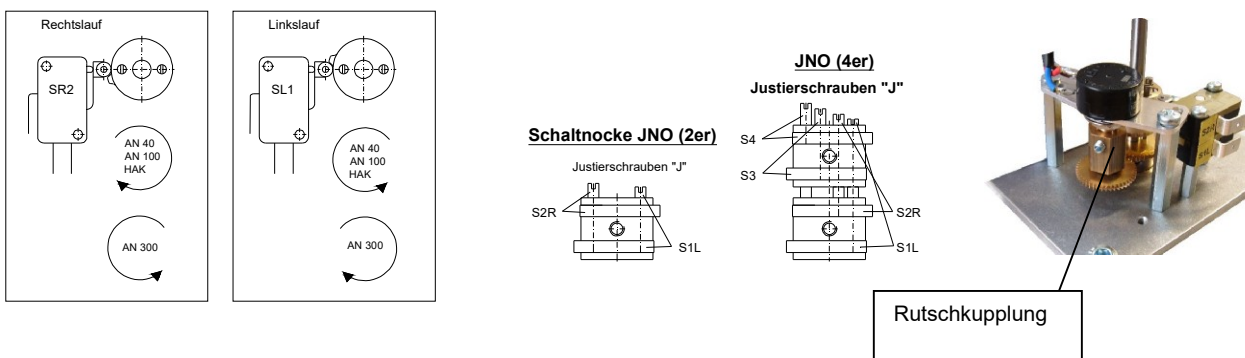 Rechtslauf
SR2
AN 40
AN 100
HAK
AN 300
Linkslauf
SL1
AN 40
AN 100
HAK
AN 300
Schaltnocke JNO (2er)
Justierschrauben "J"
S2R
S1L
JNO (4er)
Justierschrauben "J"
S4
S3
S2R
S1L
Rutschkupplung